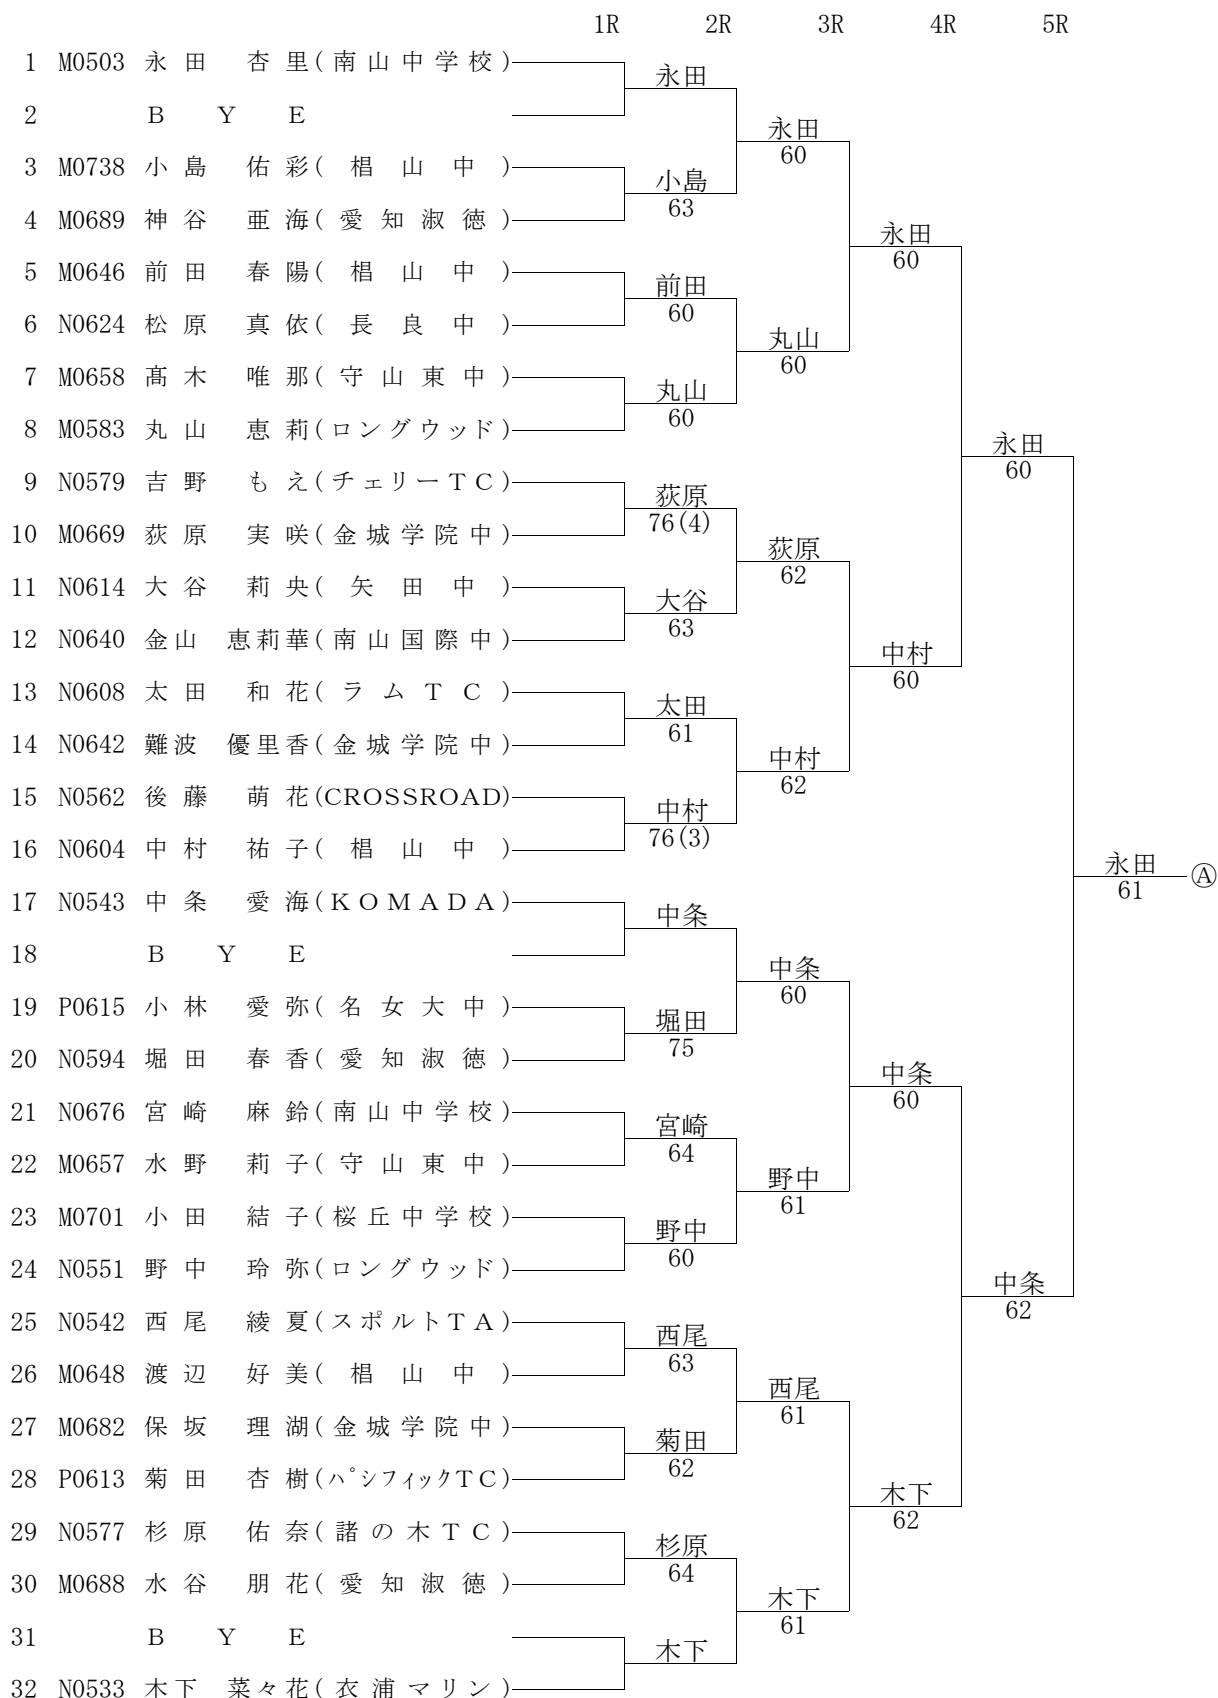 1R 2R 3R 4R 5R
1 M0503 永田 杏里(南山中学校)
永田
2 BYE
永田
60
3 M0738 小島 佑彩(椙山中)
小島
63
4 M0689 神谷 亜海(愛知淑徳)
永田
60
5 M0646 前田 春陽(椙山中)
前田
60
6 N0624 松原 真依(長良中)
丸山
60
7 M0658 髙木 唯那(守山東中)
丸山
60
8 M0583 丸山 恵莉(ロングウッド)
永田
60
9 N0579 吉野 もえ(チェリーTC)
荻原
76(4)
10 M0669 荻原 実咲(金城学院中)
荻原
62
11 N0614 大谷 莉央(矢田中)
大谷
63
12 N0640 金山 恵莉華(南山国際中)
中村
60
13 N0608 太田 和花(ラムTC)
太田
61
14 N0642 難波 優里香(金城学院中)
中村
62
15 N0562 後藤 萌花(CROSSROAD)
中村
76(3)
16 N0604 中村 祐子(椙山中)
永田
61
Ⓐ
17 N0543 中条 愛海(KOMADA)
中条
18 BYE
中条
60
19 P0615 小林 愛弥(名女大中)
堀田
75
20 N0594 堀田 春香(愛知淑徳)
中条
60
21 N0676 宮崎 麻鈴(南山中学校)
宮崎
64
22 M0657 水野 莉子(守山東中)
野中
61
23 M0701 小田 結子(桜丘中学校)
野中
60
24 N0551 野中 玲弥(ロングウッド)
中条
62
25 N0542 西尾 綾夏(スポルトTA)
西尾
63
26 M0648 渡辺 好美(椙山中)
西尾
61
27 M0682 保坂 理湖(金城学院中)
菊田
62
28 P0613 菊田 杏樹(パシフィックTC)
木下
62
29 N0577 杉原 佑奈(諸の木TC)
杉原
64
30 M0688 水谷 朋花(愛知淑徳)
木下
61
31 BYE
木下
32 N0533 木下 菜々花(衣浦マリン)